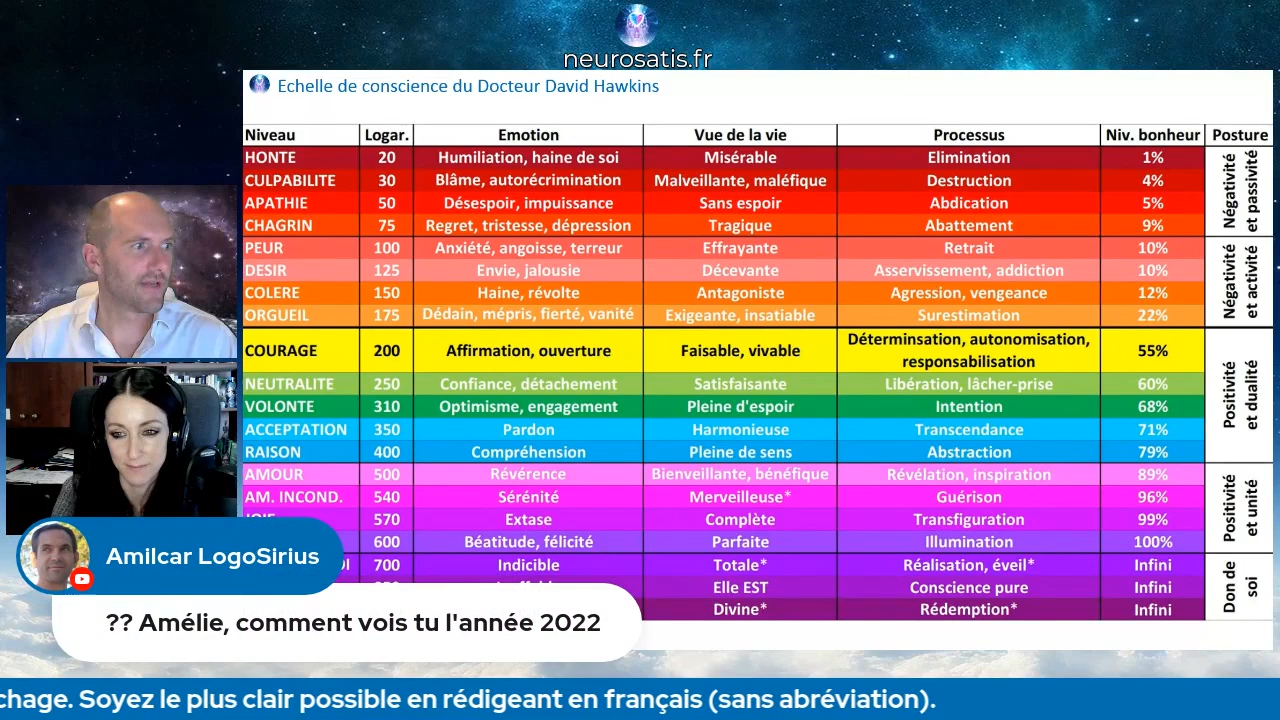 neurosatis.fr
Echelle de conscience du Docteur David Hawkins
Niveau Logar. Emotion Vue de la vie Processus Niv. bonheur Posture
HONTE 20 Humiliation, haine de soi Misérable Elimination 1%
CULPABILITE 30 Blâme, autorécrimination Malveillante, maléfique Destruction 4%
APATHIE 50 Désespoir, impuissance Sans espoir Abdication 5%
CHAGRIN 75 Regret, tristesse, dépression Tragique Abattement 9%
Négativité
et passivité
PEUR 100 Anxiété, angoisse, terreur Effrayante Retrait 10%
DESIR 125 Envie, jalousie Décevante Asservissement, addiction 10%
COLERE 150 Haine, révolte Antagoniste Agression, vengeance 12%
ORGUEIL 175 Dédain, mépris, fierté, vanité Exigeante, insatiable Surestimation 22%
Négativité
et activité
COURAGE 200 Affirmation, ouverture Faisable, vivable Déterminsation, autonomisation, 55%
responsabilisation
NEUTRALITE 250 Confiance, détachement Satisfaisante Libération, lâcher-prise 60%
VOLONTE 310 Optimisme, engagement Pleine d'espoir Intention 68%
ACCEPTATION 350 Pardon Harmonieuse Transcendance 71%
RAISON 400 Compréhension Pleine de sens Abstraction 79%
Positivité
et dualité
AMOUR 500 Révérence Bienveillante, bénéfique Révélation, inspiration 89%
AM. INCOND. 540 Sérénité Merveilleuse* Guérison 96%
570 Extase Complète Transfiguration 99%
600 Béatitude, félicité Parfaite Illumination 100%
Positivité
et unité
700 Indicible Totale* Réalisation, éveil* Infini
Elle EST Conscience pure Infini
Divine* Rédemption* Infini
Don de
soi
Amilcar LogoSirius
?? Amélie, comment vois tu l'année 2022
chage. Soyez le plus clair possible en rédigeant en français (sans abréviation).